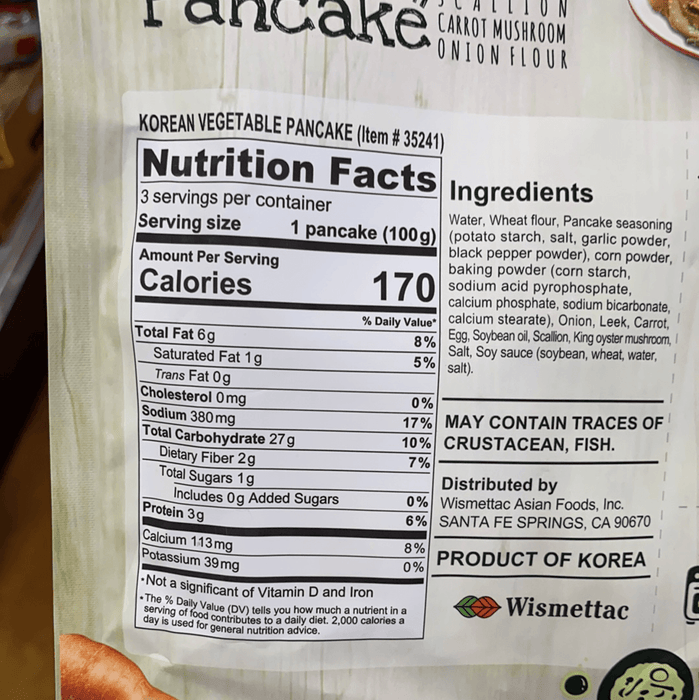 Pancake
SCALLION
CARROT MUSHROOM
ONION FLOUR
KOREAN VEGETABLE PANCAKE (Item # 35241)
Nutrition Facts
3 servings per container
Serving size 1 pancake (100g)
Amount Per Serving
Calories 170
% Daily Value*
Total Fat 6g 8%
Saturated Fat 1g 5%
Trans Fat 0g
Cholesterol 0mg 0%
Sodium 380mg 17%
Total Carbohydrate 27g 10%
Dietary Fiber 2g 7%
Total Sugars 1g
Includes 0g Added Sugars 0%
Protein 3g 6%
Calcium 113mg 8%
Potassium 39mg 0%
•Not a significant of Vitamin D and Iron
•The % Daily Value (DV) tells you how much a nutrient in a
serving of food contributes to a daily diet. 2,000 calories a
day is used for general nutrition advice.
Ingredients
Water, Wheat flour, Pancake seasoning
(potato starch, salt, garlic powder,
black pepper powder), corn powder,
baking powder (corn starch,
sodium acid pyrophosphate,
calcium phosphate, sodium bicarbonate,
calcium stearate), Onion, Leek, Carrot,
Egg, Soybean oil, Scallion, King oyster mushroom,
Salt, Soy sauce (soybean, wheat, water,
salt).
MAY CONTAIN TRACES OF
CRUSTACEAN, FISH.
Distributed by
Wismettac Asian Foods, Inc.
SANTA FE SPRINGS, CA 90670
PRODUCT OF KOREA
Wismettac